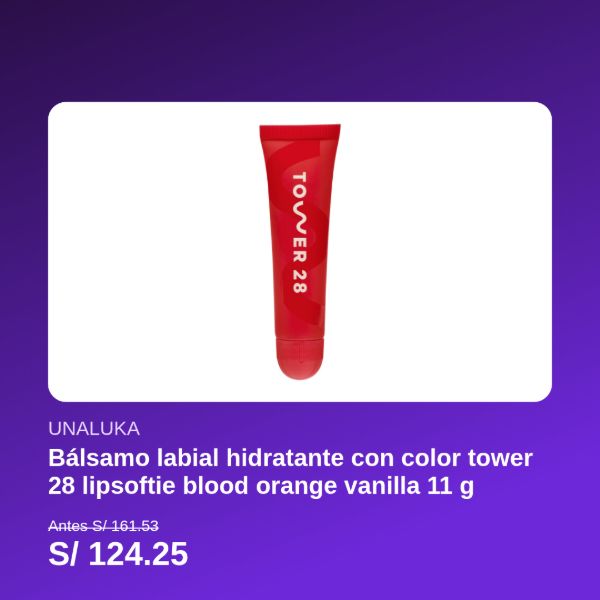 TOWER 28
UNALUKA
Bálsamo labial hidratante con color tower
28 lipsoftie blood orange vanilla 11 g
Antes S/ 161.53
S/ 124.25